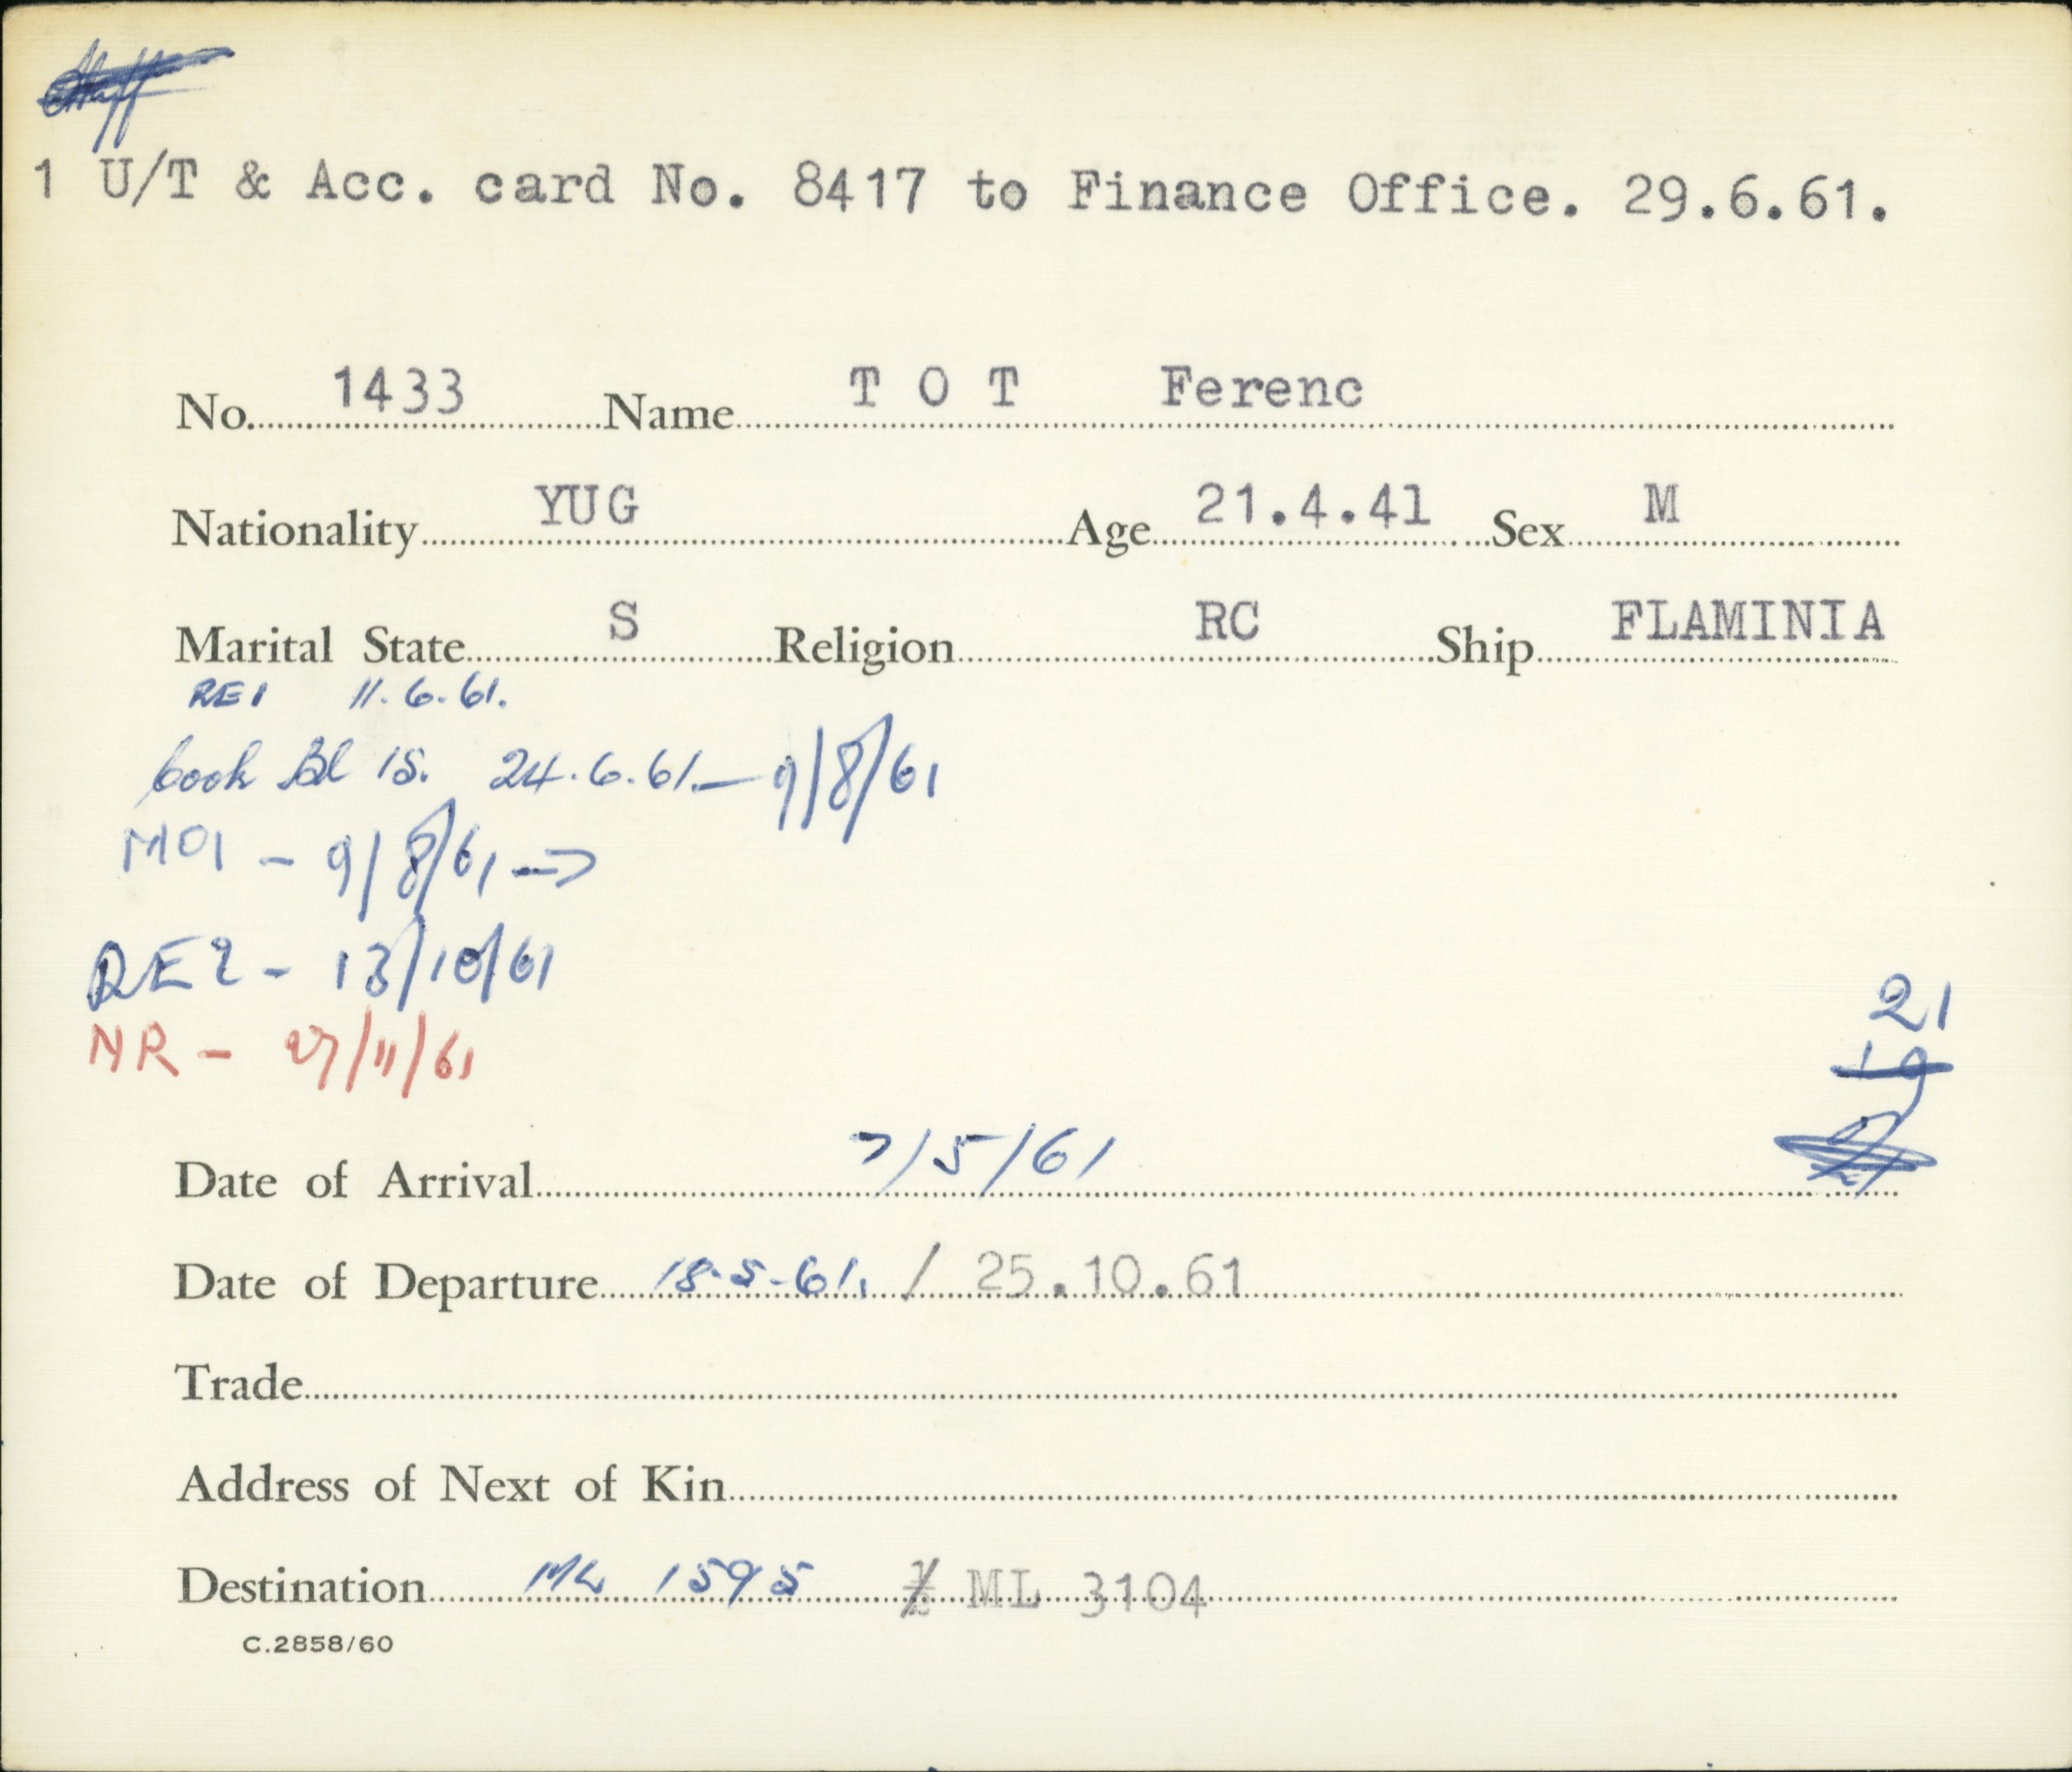 Staff
1 U/T & Acc. card No. 8417 to Finance Office. 29.6.61.
No. 1433 Name T O T Ferenc
Nationality YUG Age 21.4.41 Sex M
Marital State S Religion RC Ship FLAMINIA
RE1 11.6.61.
book Bl 15. 24.6.61. — 9/8/61
MO1 - 9/8/61 →
RE2 - 13/10/61
NR - 27/11/61
21
19
Date of Arrival 7/5/61
Date of Departure 18.5.61. / 25.10.61
Trade
Address of Next of Kin
Destination ML 1595 / ML 3104
C.2858/60